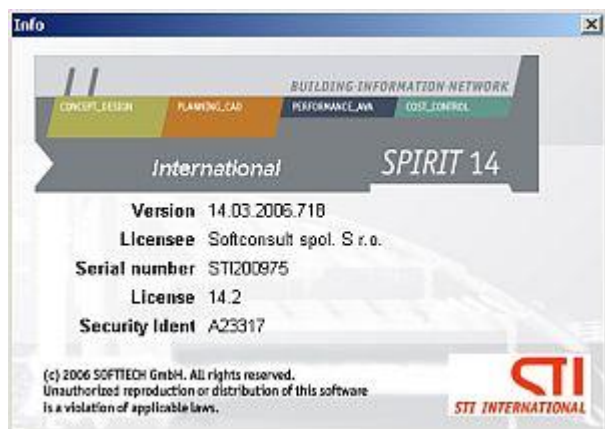 Info
BUILDING INFORMATION NETWORK
CONCEPT_DESIGN PLANNING_CAD PERFORMANCE_AVA COST_CONTROL
International SPIRIT 14
Version 14.03.2006.718
Licensee Softconsult spol. S r.o.
Serial number STI200975
License 14.2
Security Ident A23317
(c) 2006 SOFTTECH GmbH. All rights reserved.
Unauthorized reproduction or distribution of this software
is a violation of applicable laws.
STI
STI INTERNATIONAL